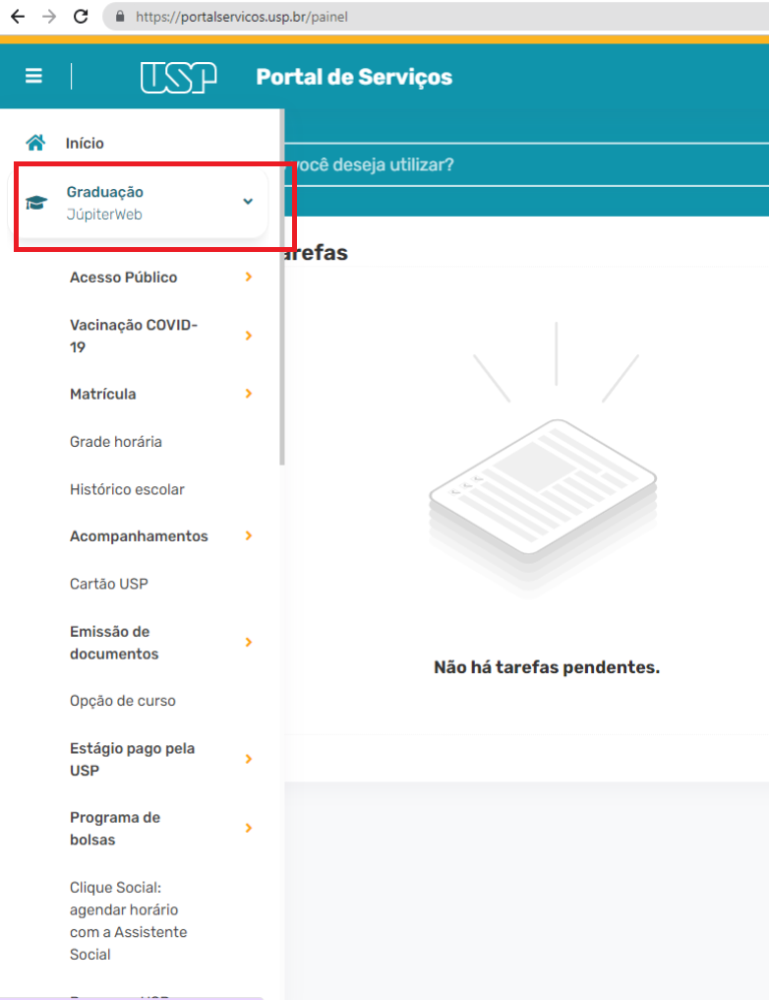 https://portalservicos.usp.br/painel
USP
Portal de Serviços
Início
você deseja utilizar?
Graduação
JúpiterWeb
arefas
Acesso Público
Vacinação COVID-
19
Matrícula
Grade horária
Histórico escolar
Acompanhamentos
Cartão USP
Emissão de
documentos
Não há tarefas pendentes.
Opção de curso
Estágio pago pela
USP
Programa de
bolsas
Clique Social:
agendar horário
com a Assistente
Social